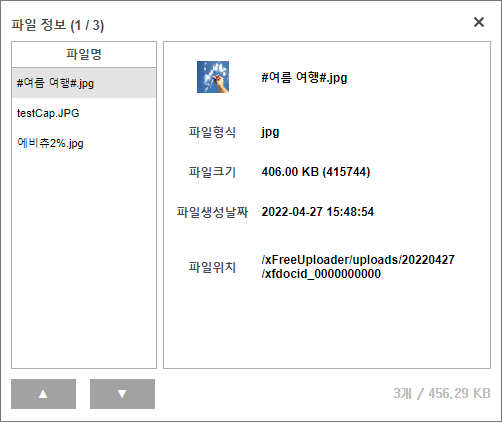 파일 정보 (1 / 3)
×
파일명
#여름 여행#.jpg
testCap.JPG
에비츄2%.jpg
#여름 여행#.jpg
파일형식 jpg
파일크기 406.00 KB (415744)
파일생성날짜 2022-04-27 15:48:54
파일위치 /xFreeUploader/uploads/20220427
/xfdocid_0000000000
▲ ▼
3개 / 456.29 KB